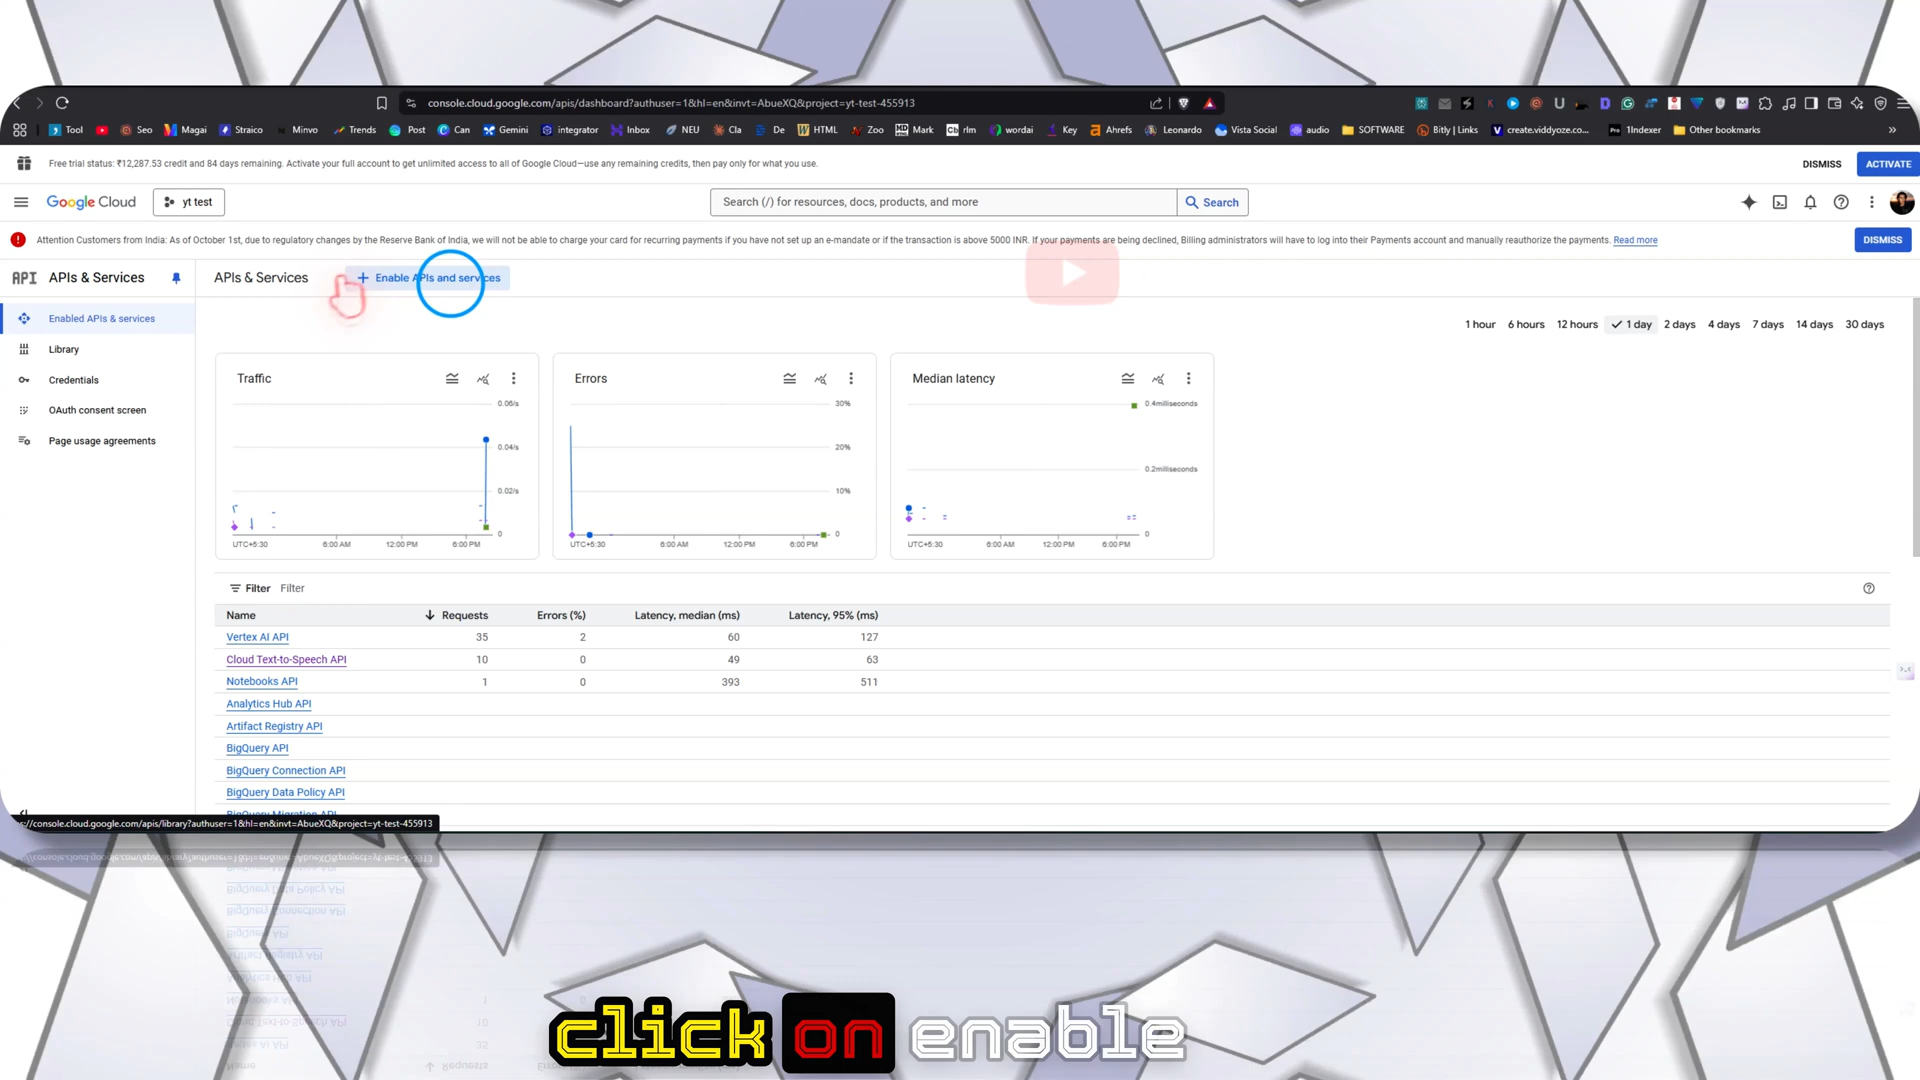 console.cloud.google.com/apis/dashboard?authuser=1&hl=en&invt=AbueXQ&project=yt-test-455913
Tool Seo Magai Straico Minvo Trends Post Can Gemini integrator Inbox NEU Cla De HTML Zoo Mark rlm wordai Key Ahrefs Leonardo Vista Social audio SOFTWARE Bitly | Links create.viddyoze.co... 1Indexer Other bookmarks
Free trial status: ₹12,287.53 credit and 84 days remaining. Activate your full account to get unlimited access to all of Google Cloud—use any remaining credits, then pay only for what you use.
DISMISS ACTIVATE
Google Cloud yt test Search (/) for resources, docs, products, and more Search
Attention Customers from India: As of October 1st, due to regulatory changes by the Reserve Bank of India, we will not be able to charge your card for recurring payments if you have not set up an e-mandate or if the transaction is above 5000 INR. If your payments are being declined, Billing administrators will have to log into their Payments account and manually reauthorize the payments. Read more
DISMISS
API APIs & Services
Enabled APIs & services
Library
Credentials
OAuth consent screen
Page usage agreements
APIs & Services + Enable APIs and services
1 hour 6 hours 12 hours 1 day 2 days 4 days 7 days 14 days 30 days
Traffic
0.06/s
0.04/s
0.02/s
0
UTC+5:30 6:00 AM 12:00 PM 6:00 PM
Errors
30%
20%
10%
0
UTC+5:30 6:00 AM 12:00 PM 6:00 PM
Median latency
0.4milliseconds
0.2milliseconds
0
UTC+5:30 6:00 AM 12:00 PM 6:00 PM
Filter Filter
Name Requests Errors (%) Latency, median (ms) Latency, 95% (ms)
Vertex AI API 35 2 60 127
Cloud Text-to-Speech API 10 0 49 63
Notebooks API 1 0 393 511
Analytics Hub API
Artifact Registry API
BigQuery API
BigQuery Connection API
BigQuery Data Policy API
BigQuery Migration API
://console.cloud.google.com/apis/library?authuser=1&hl=en&invt=AbueXQ&project=yt-test-455913
click on enable